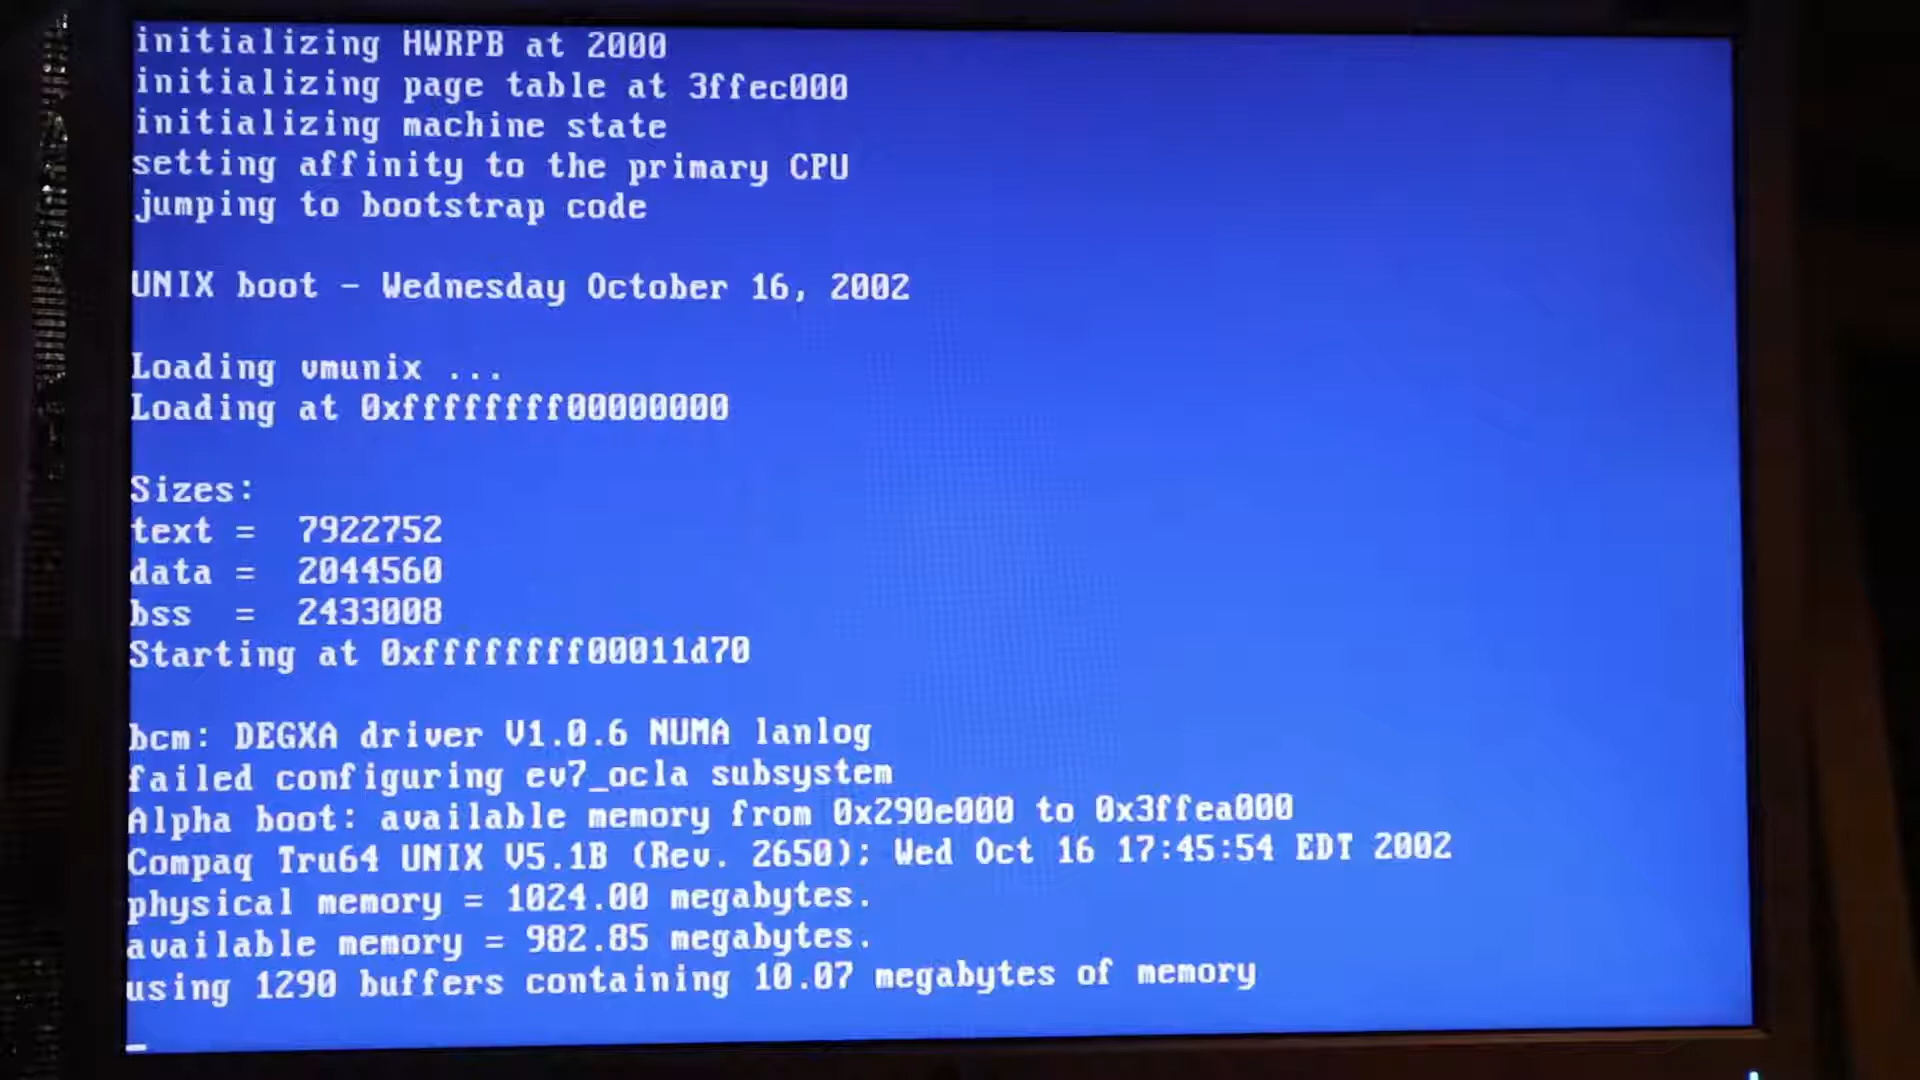 initializing HWRPB at 2000
initializing page table at 3ffec000
initializing machine state
setting affinity to the primary CPU
jumping to bootstrap code
UNIX boot - Wednesday October 16, 2002
Loading vmunix ...
Loading at 0xffffffff00000000
Sizes:
text =  7922752
data =  2044560
bss  =  2433008
Starting at 0xffffffff00011d70
bcm: DEGXA driver V1.0.6 NUMA lanlog
failed configuring ev7_ocla subsystem
Alpha boot: available memory from 0x290e000 to 0x3ffea000
Compaq Tru64 UNIX V5.1B (Rev. 2650); Wed Oct 16 17:45:54 EDT 2002
physical memory = 1024.00 megabytes.
available memory = 982.85 megabytes.
using 1290 buffers containing 10.07 megabytes of memory